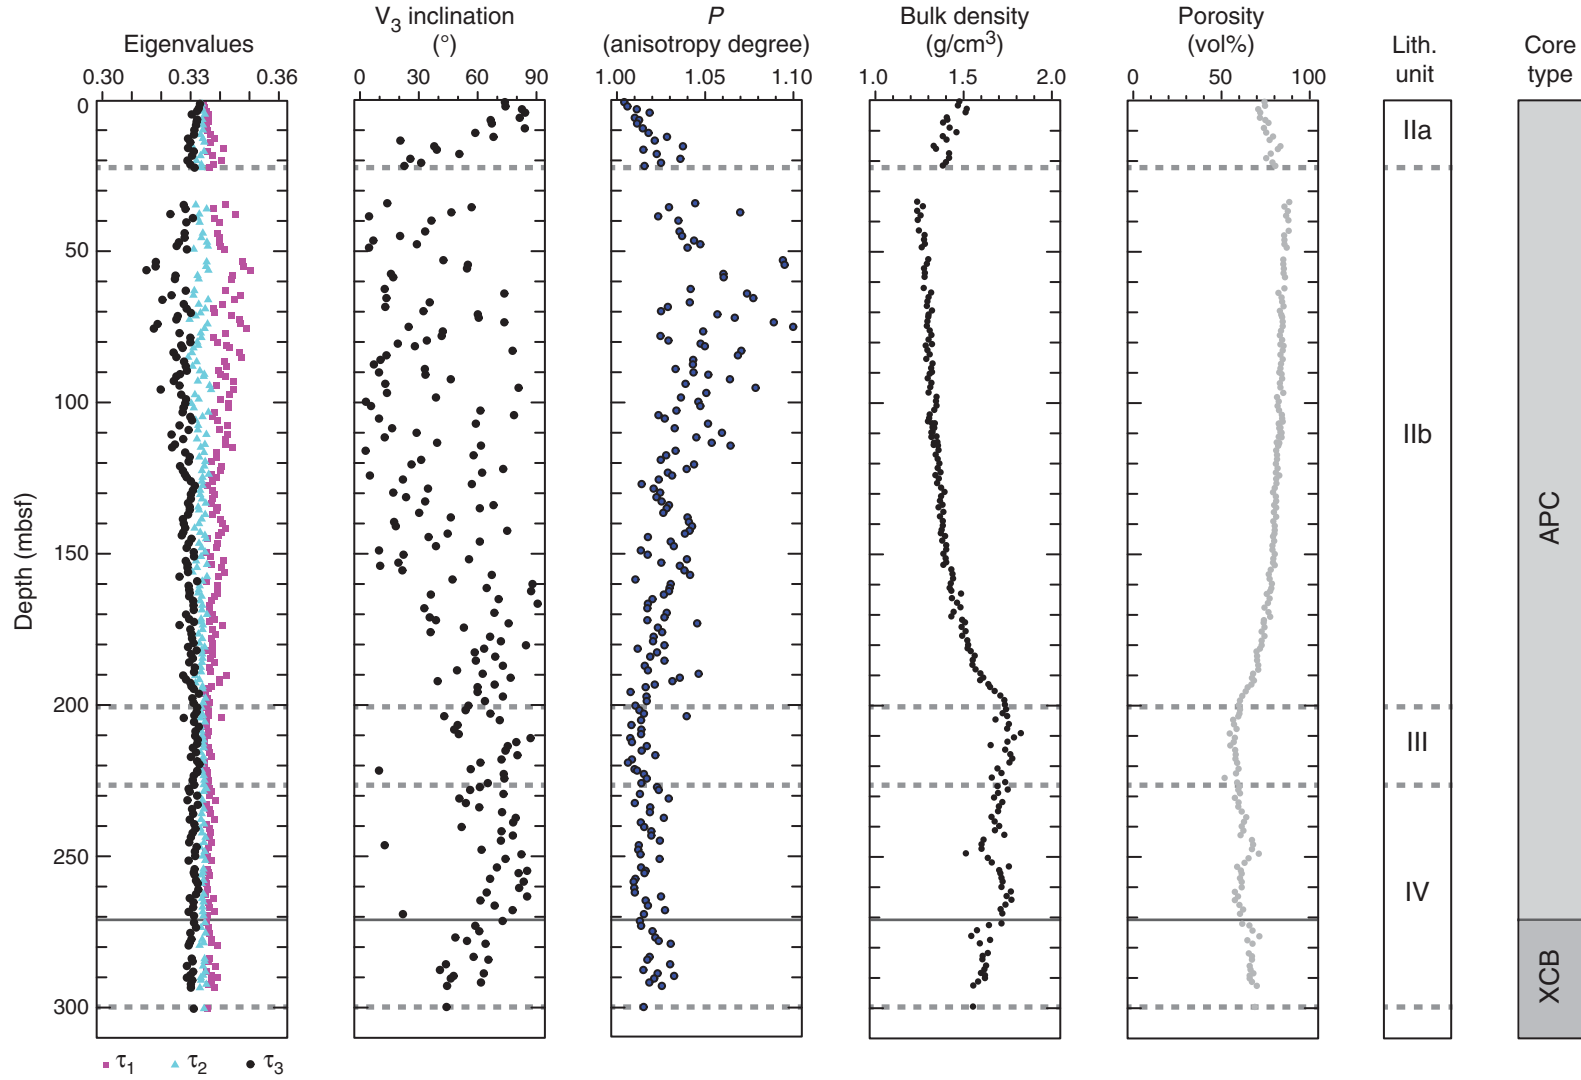 Eigenvalues
0.30 0.33 0.36
V3 inclination
(°)
0 30 60 90
P
(anisotropy degree)
1.00 1.05 1.10
Bulk density
(g/cm3)
1.0 1.5 2.0
Porosity
(vol%)
0 50 100
Lith.
unit
Core
type
Depth (mbsf)
0
50
100
150
200
250
300
IIa
IIb
III
IV
APC
XCB
τ1 τ2 τ3